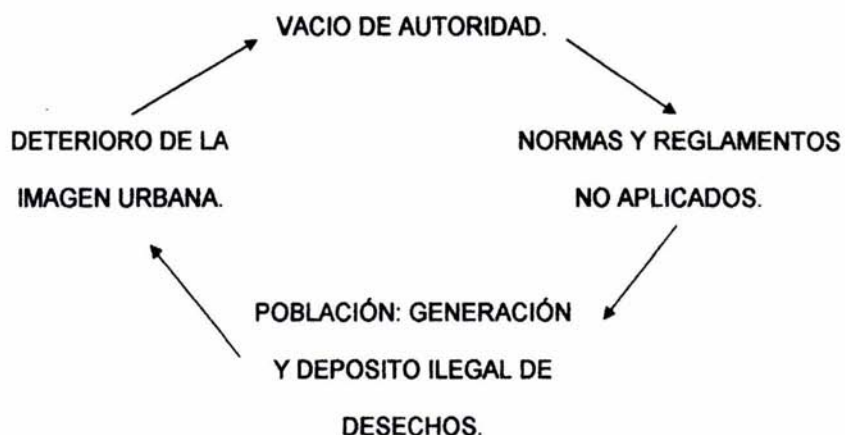 VACIO DE AUTORIDAD.
DETERIORO DE LA
IMAGEN URBANA.
NORMAS Y REGLAMENTOS
NO APLICADOS.
POBLACIÓN: GENERACIÓN
Y DEPOSITO ILEGAL DE
DESECHOS.